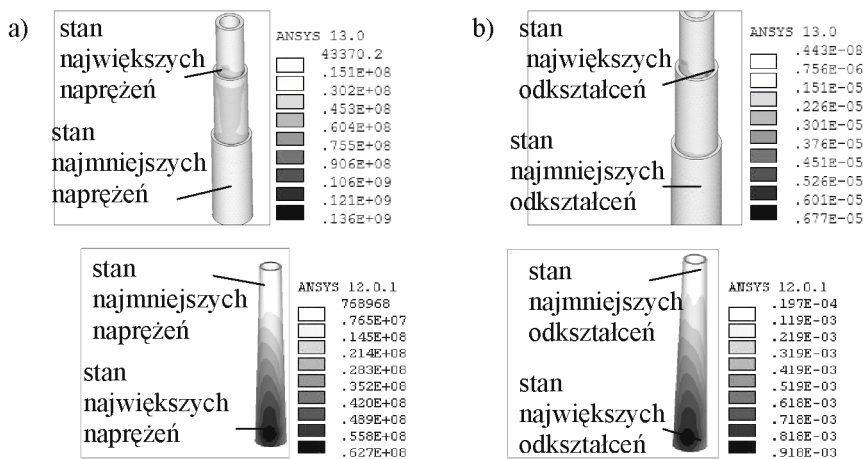 a)
stan
największych
naprężeń
stan
najmniejszych
naprężeń
ANSYS 13.0
43370.2
.151E+08
.302E+08
.453E+08
.604E+08
.755E+08
.906E+08
.106E+09
.121E+09
.136E+09
b)
stan
największych
odkształceń
stan
najmniejszych
odkształceń
ANSYS 13.0
.443E-08
.756E-06
.151E-05
.226E-05
.301E-05
.376E-05
.451E-05
.526E-05
.601E-05
.677E-05
stan
najmniejszych
naprężeń
stan
największych
naprężeń
ANSYS 12.0.1
768968
.765E+07
.145E+08
.214E+08
.283E+08
.352E+08
.420E+08
.489E+08
.558E+08
.627E+08
stan
najmniejszych
odkształceń
stan
największych
odkształceń
ANSYS 12.0.1
.197E-04
.119E-03
.219E-03
.319E-03
.419E-03
.519E-03
.618E-03
.718E-03
.818E-03
.918E-03